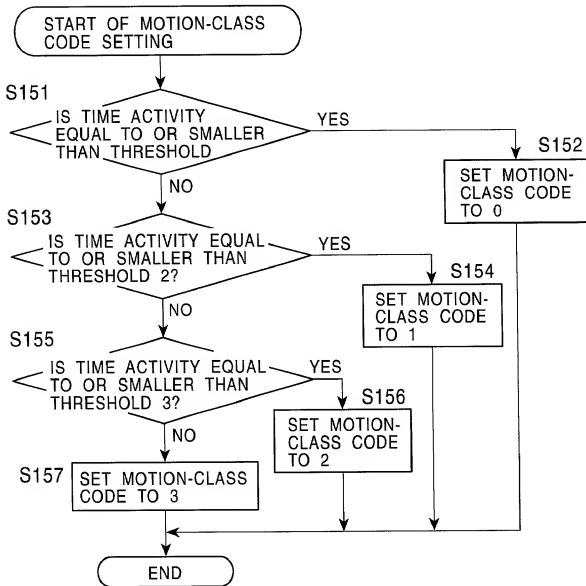 START OF MOTION-CLASS
CODE SETTING
S151
IS TIME ACTIVITY
EQUAL TO OR SMALLER
THAN THRESHOLD
YES
S152
SET MOTION-
CLASS CODE
TO 0
NO
S153
IS TIME ACTIVITY EQUAL
TO OR SMALLER THAN
THRESHOLD 2?
YES
S154
SET MOTION-
CLASS CODE TO
1
NO
S155
IS TIME ACTIVITY EQUAL
TO OR SMALLER THAN
THRESHOLD 3?
YES
S156
SET MOTION-
CLASS CODE
TO 2
NO
S157
SET MOTION-CLASS
CODE TO 3
END